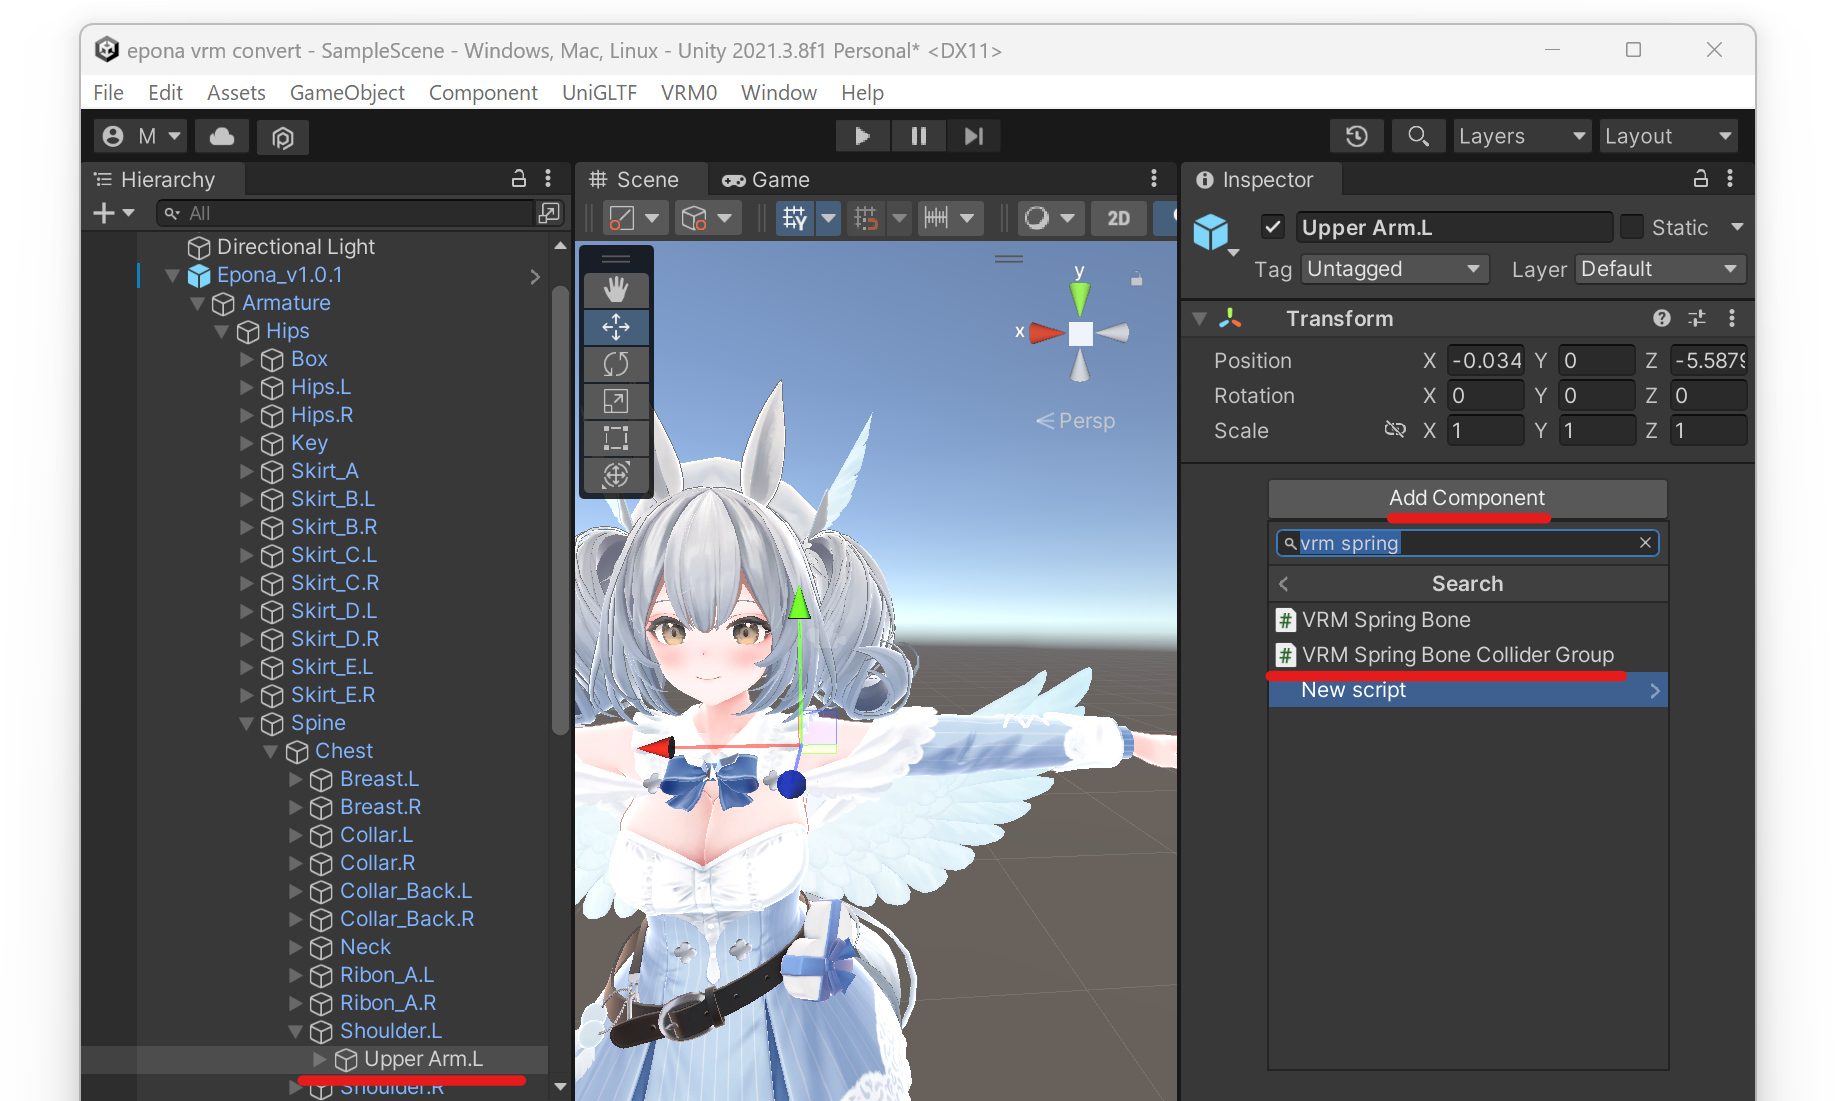 epona vrm convert - SampleScene - Windows, Mac, Linux - Unity 2021.3.8f1 Personal* <DX11>
File Edit Assets GameObject Component UniGLTF VRM0 Window Help
M
Layers
Layout
Hierarchy
All
Directional Light
Epona_v1.0.1
Armature
Hips
Box
Hips.L
Hips.R
Key
Skirt_A
Skirt_B.L
Skirt_B.R
Skirt_C.L
Skirt_C.R
Skirt_D.L
Skirt_D.R
Skirt_E.L
Skirt_E.R
Spine
Chest
Breast.L
Breast.R
Collar.L
Collar.R
Collar_Back.L
Collar_Back.R
Neck
Ribon_A.L
Ribon_A.R
Shoulder.L
Upper Arm.L
Shoulder.R
Scene
Game
2D
y
x
Persp
Inspector
Upper Arm.L
Static
Tag Untagged Layer Default
Transform
Position X -0.034 Y 0 Z -5.5879
Rotation X 0 Y 0 Z 0
Scale X 1 Y 1 Z 1
Add Component
vrm spring
Search
VRM Spring Bone
VRM Spring Bone Collider Group
New script